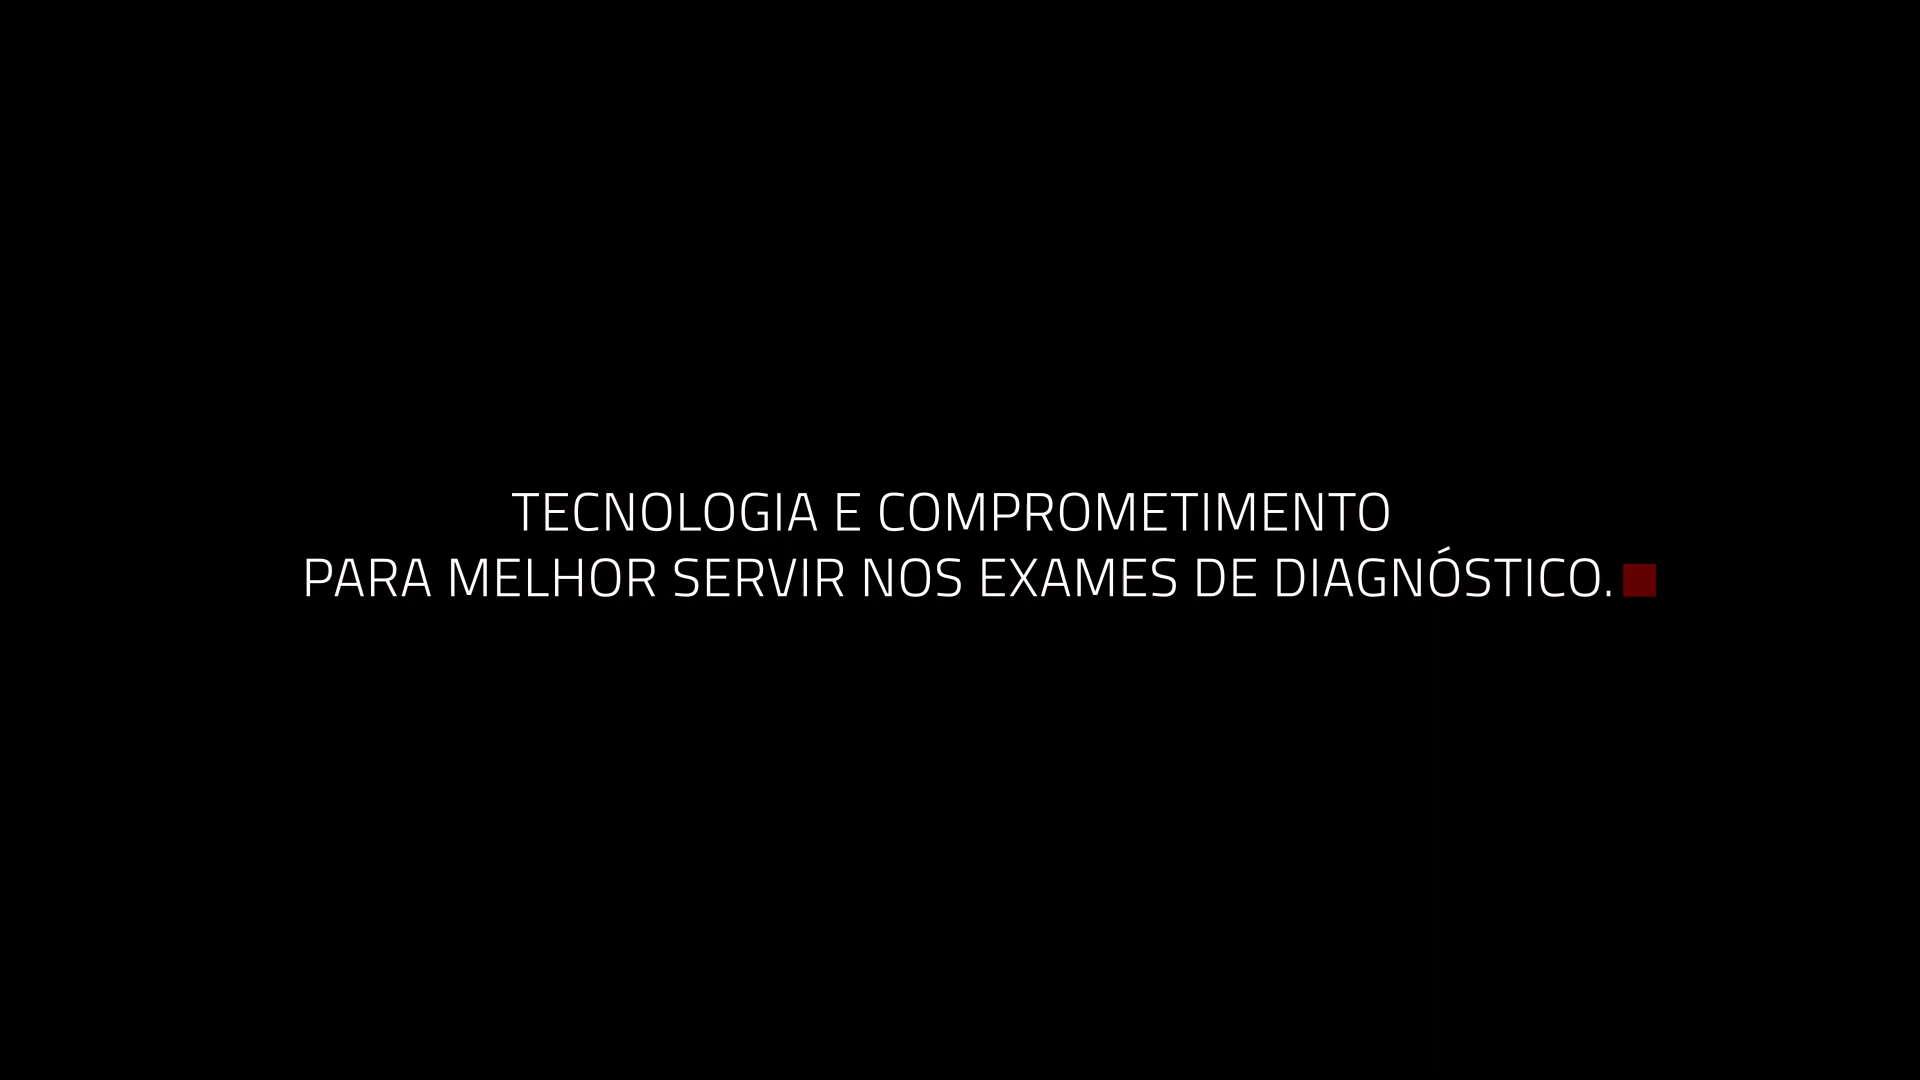 TECNOLOGIA E COMPROMETIMENTO
PARA MELHOR SERVIR NOS EXAMES DE DIAGNÓSTICO.